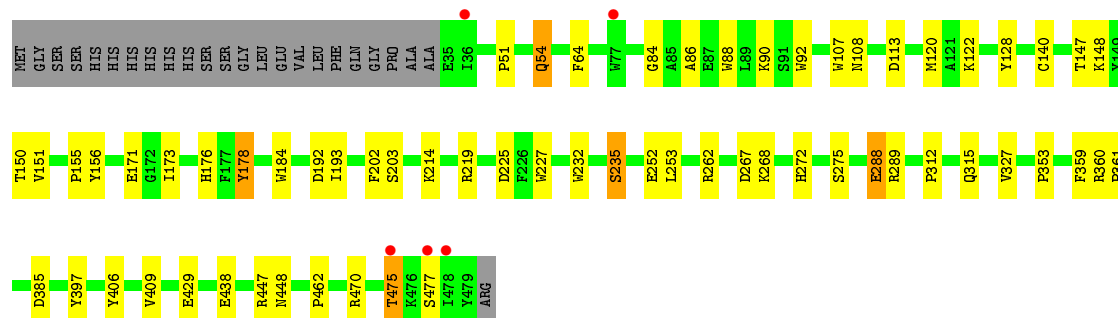 MET GLY SER SER HIS HIS HIS HIS HIS HIS SER SER GLY LEU GLU VAL LEU PHE GLN GLY PRO ALA ALA E35 I36 P51 Q54 F64 W77 G84 A85 A86 E87 W88 L89 K90 S91 W92 W107 N108 D113 M120 A121 K122 Y128 C140 T147 K148 Y149
T150 V151 P155 Y156 E171 G172 I173 H176 F177 Y178 W184 D192 I193 F202 S203 K214 R219 D225 F226 W227 W232 S235 E252 L253 R262 D267 K268 H272 S275 E288 R289 P312 Q315 V327 P353 F359 R360 P361
D385 Y397 Y406 V409 E429 E438 R447 N448 P462 R470 T475 K476 S477 I478 Y479 ARG